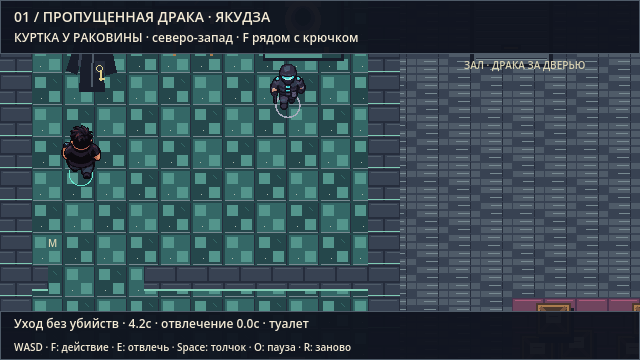 01 / ПРОПУЩЕННАЯ ДРАКА · ЯКУДЗА
КУРТКА У РАКОВИНЫ · северо-запад · F рядом с крючком
ЗАЛ · ДРАКА ЗА ДВЕРЬЮ
М
Уход без убийств · 4.2с · отвлечение 0.0с · туалет
WASD · F: действие · E: отвлечь · Space: толчок · O: пауза · R: заново